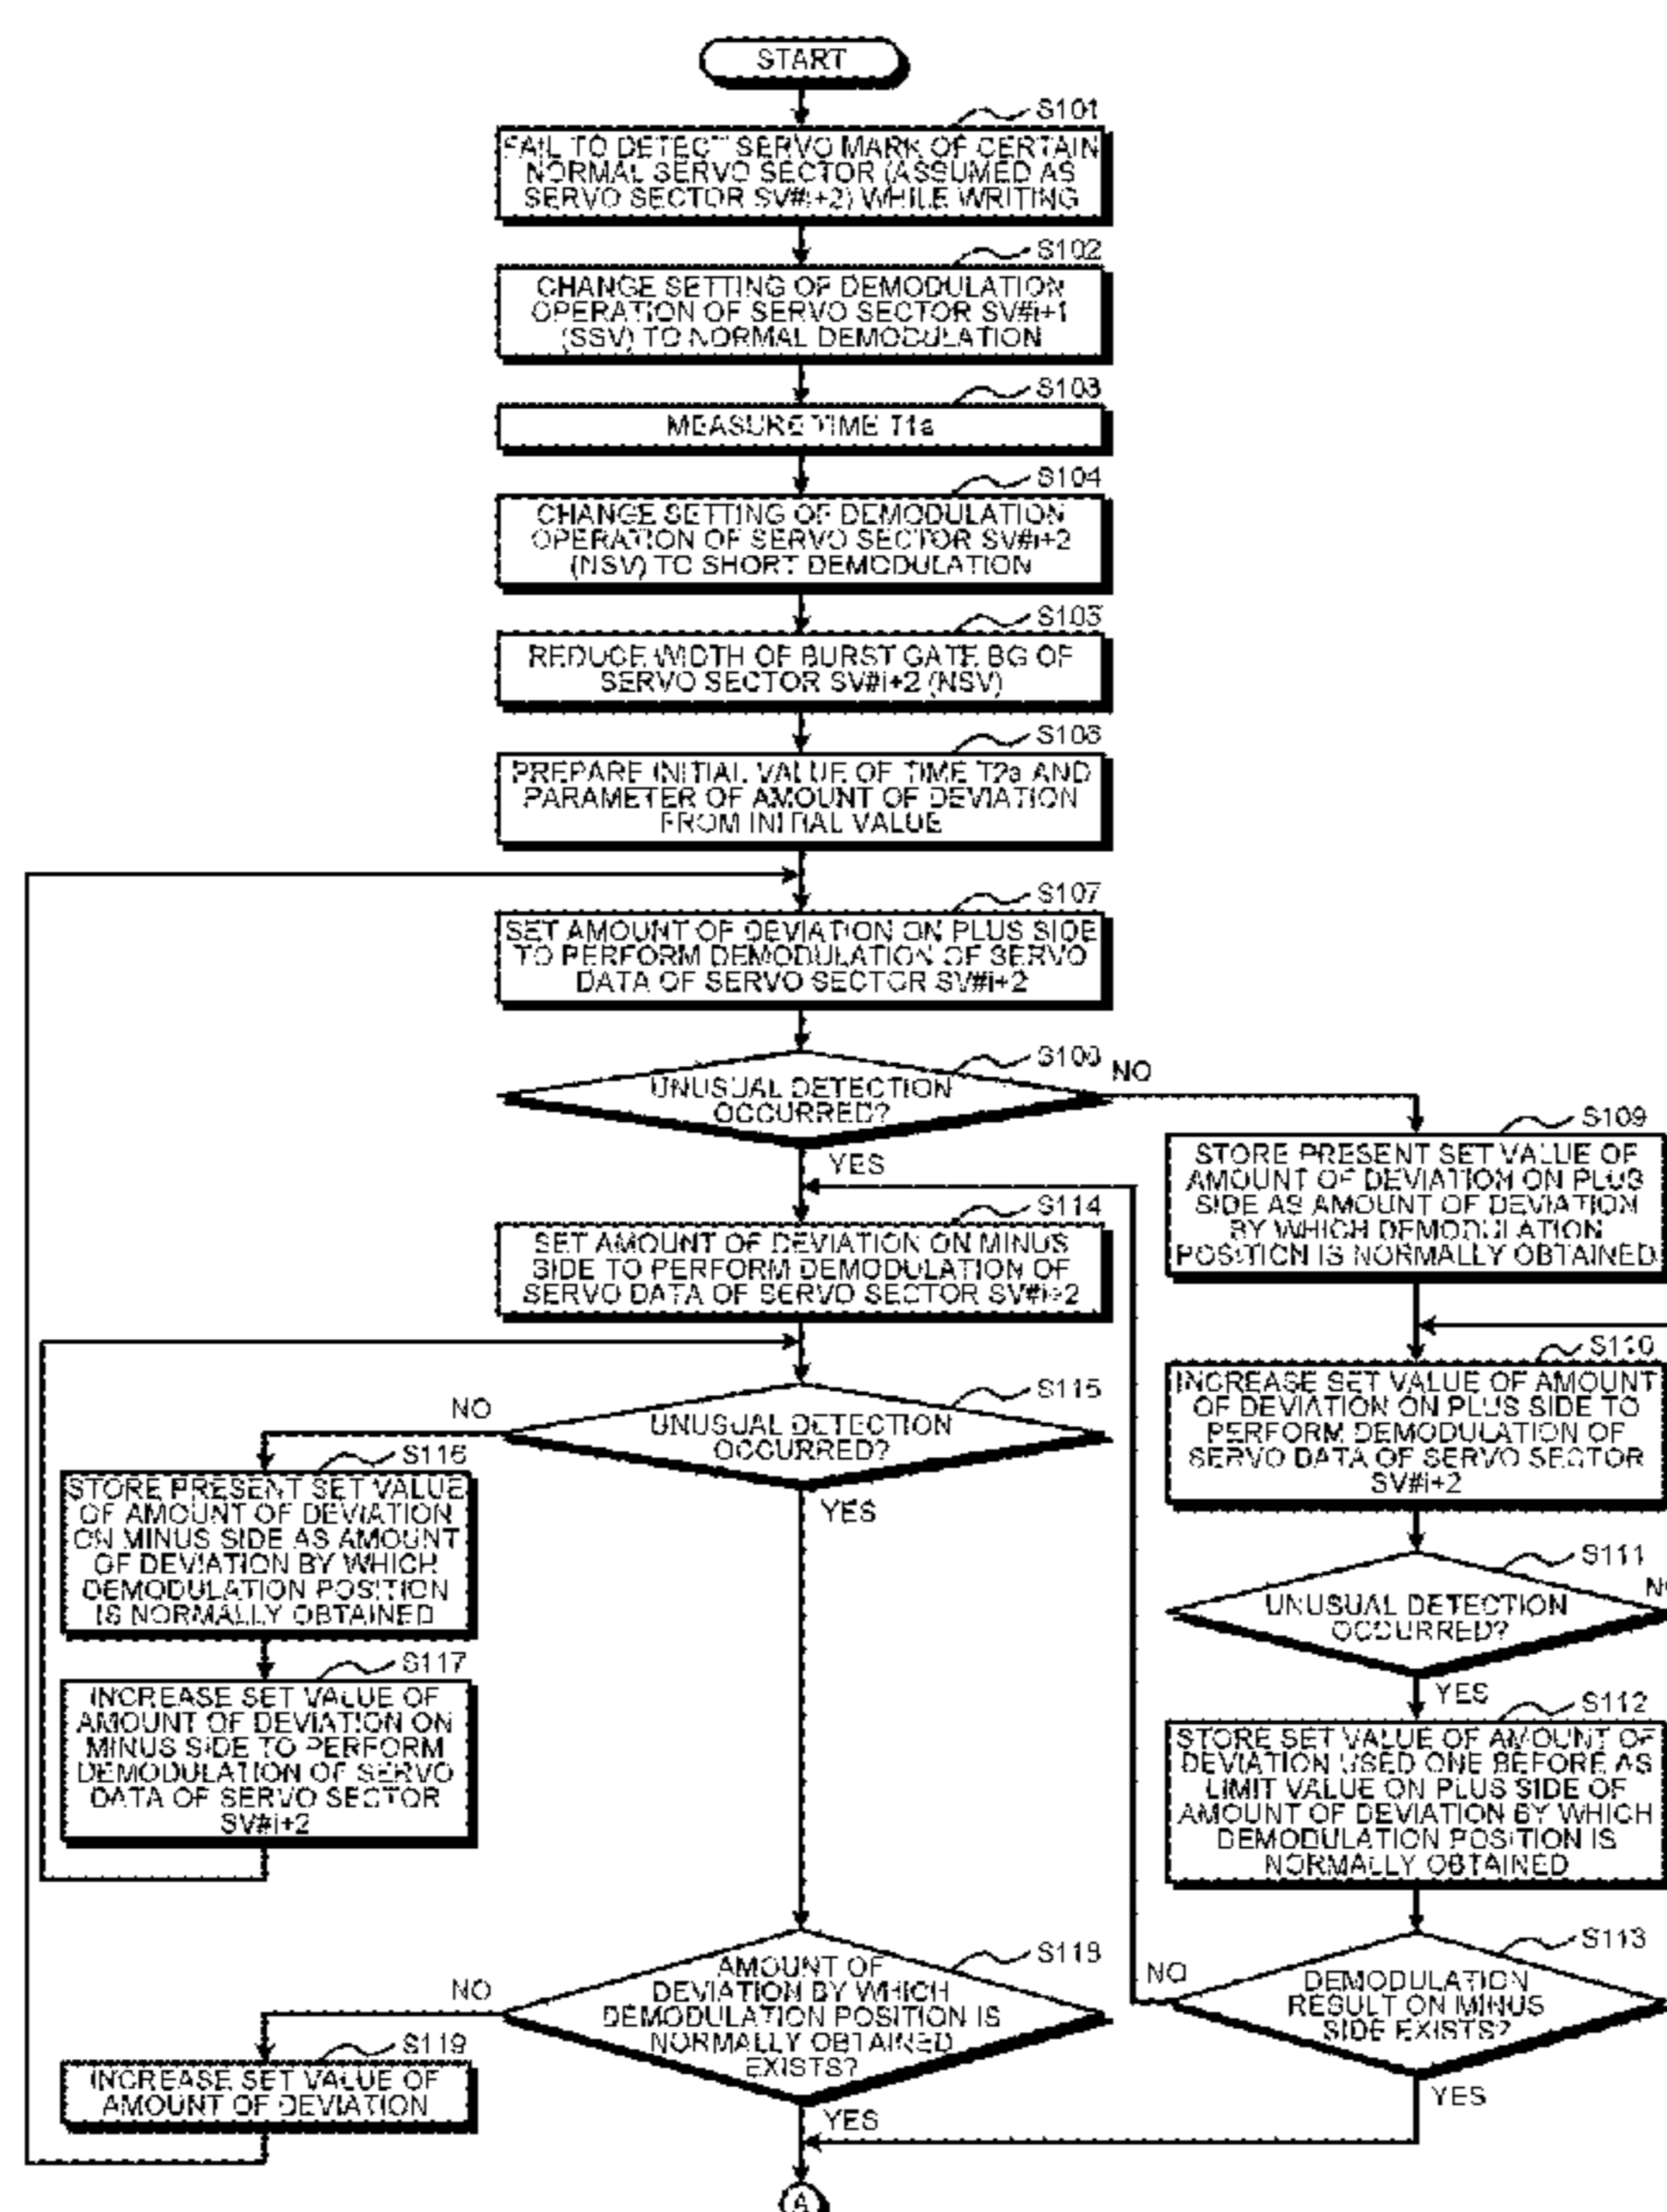 START
S101
FAIL TO DETECT SERVO MARK OF CERTAIN
NORMAL SERVO SECTOR (ASSUMED AS
SERVO SECTOR SV#i+2) WHILE WRITING
S102
CHANGE SETTING OF DEMODULATION
OPERATION OF SERVO SECTOR SV#i+1
(SSV) TO NORMAL DEMODULATION
S103
MEASURE TIME T1a
S104
CHANGE SETTING OF DEMODULATION
OPERATION OF SERVO SECTOR SV#i+2
(NSV) TO SHORT DEMODULATION
S105
REDUCE WIDTH OF BURST GATE BG OF
SERVO SECTOR SV#i+2 (NSV)
S106
PREPARE INITIAL VALUE OF TIME T2a AND
PARAMETER OF AMOUNT OF DEVIATION
FROM INITIAL VALUE
S107
SET AMOUNT OF DEVIATION ON PLUS SIDE
TO PERFORM DEMODULATION OF SERVO
DATA OF SERVO SECTOR SV#i+2
S108
UNUSUAL DETECTION
OCCURRED?
NO
YES
S109
STORE PRESENT SET VALUE OF
AMOUNT OF DEVIATION ON PLUS
SIDE AS AMOUNT OF DEVIATION
BY WHICH DEMODULATION
POSITION IS NORMALLY OBTAINED
S110
INCREASE SET VALUE OF AMOUNT
OF DEVIATION ON PLUS SIDE TO
PERFORM DEMODULATION OF
SERVO DATA OF SERVO SECTOR
SV#i+2
S111
UNUSUAL DETECTION
OCCURRED?
YES
S112
STORE SET VALUE OF AMOUNT OF
DEVIATION USED ONE BEFORE AS
LIMIT VALUE ON PLUS SIDE OF
AMOUNT OF DEVIATION BY WHICH
DEMODULATION POSITION IS
NORMALLY OBTAINED
S113
DEMODULATION
RESULT ON MINUS
SIDE EXISTS?
NO
YES
S114
SET AMOUNT OF DEVIATION ON MINUS
SIDE TO PERFORM DEMODULATION OF
SERVO DATA OF SERVO SECTOR SV#i+2
S115
UNUSUAL DETECTION
OCCURRED?
NO
YES
S116
STORE PRESENT SET VALUE
OF AMOUNT OF DEVIATION
ON MINUS SIDE AS AMOUNT
OF DEVIATION BY WHICH
DEMODULATION POSITION
IS NORMALLY OBTAINED
S117
INCREASE SET VALUE OF
AMOUNT OF DEVIATION ON
MINUS SIDE TO PERFORM
DEMODULATION OF SERVO
DATA OF SERVO SECTOR
SV#i+2
S118
AMOUNT OF
DEVIATION BY WHICH
DEMODULATION POSITION IS
NORMALLY OBTAINED
EXISTS?
NO
YES
S119
INCREASE SET VALUE OF
AMOUNT OF DEVIATION
A